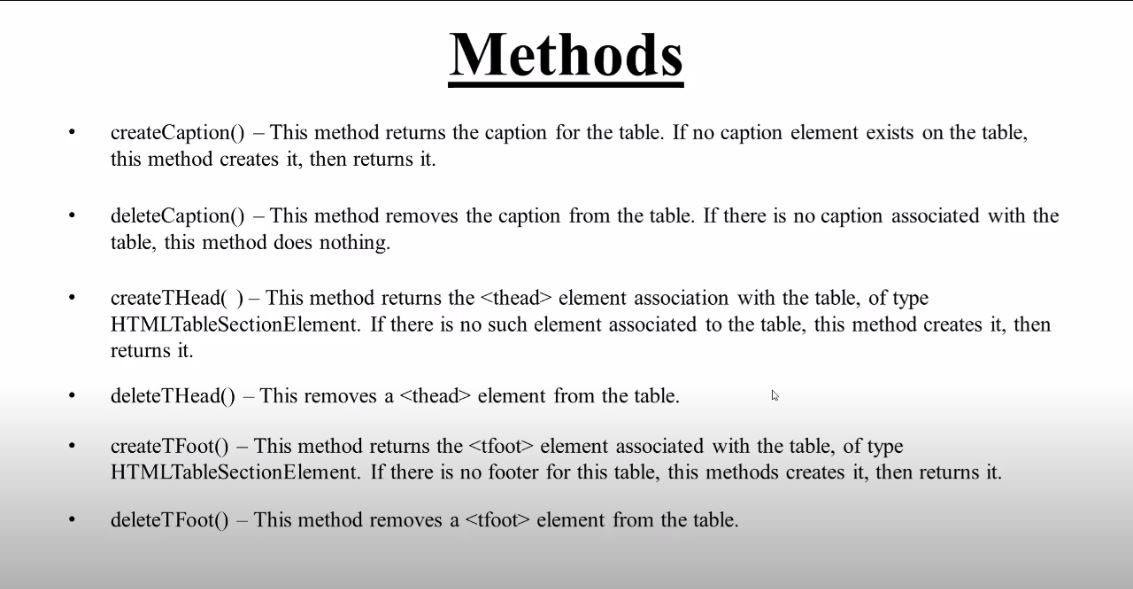 Methods
• createCaption() – This method returns the caption for the table. If no caption element exists on the table,
this method creates it, then returns it.
• deleteCaption() – This method removes the caption from the table. If there is no caption associated with the
table, this method does nothing.
• createTHead( ) – This method returns the <thead> element association with the table, of type
HTMLTableSectionElement. If there is no such element associated to the table, this method creates it, then
returns it.
• deleteTHead() – This removes a <thead> element from the table.
• createTFoot() – This method returns the <tfoot> element associated with the table, of type
HTMLTableSectionElement. If there is no footer for this table, this methods creates it, then returns it.
• deleteTFoot() – This method removes a <tfoot> element from the table.